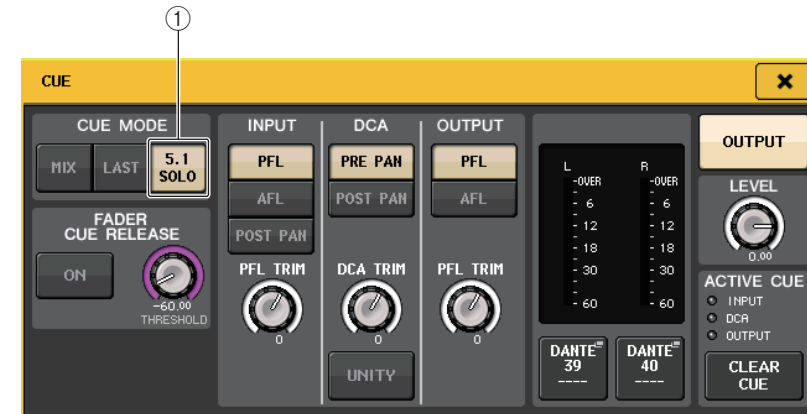 ①
CUE
CUE MODE
MIX
LAST
5.1
SOLO
FADER
CUE RELEASE
ON
-60.00
THRESHOLD
INPUT
PFL
AFL
POST PAN
PFL TRIM
0
DCA
PRE PAN
POST PAN
DCA TRIM
0
UNITY
OUTPUT
PFL
AFL
PFL TRIM
0
L R
-OVER -OVER
- 6 - 6
- 12 - 12
- 18 - 18
- 30 - 30
- 60 - 60
DANTE
39
----
DANTE
40
----
OUTPUT
LEVEL
0.00
ACTIVE CUE
INPUT
DCA
OUTPUT
CLEAR
CUE